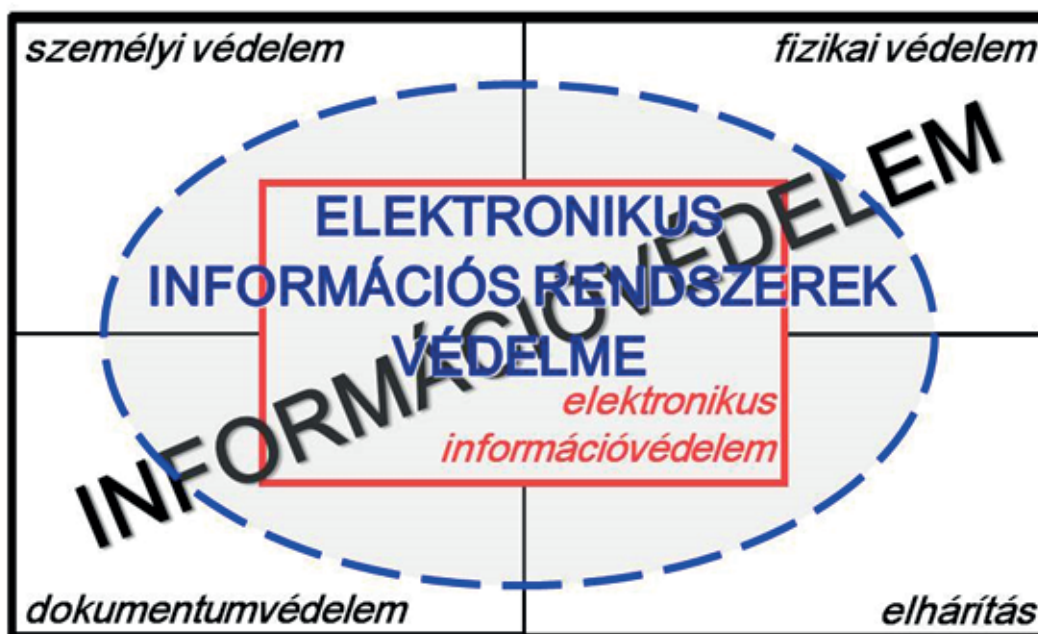 személyi védelem
fizikai védelem
INFORMÁCIÓVÉDELEM
ELEKTRONIKUS
INFORMÁCIÓS RENDSZEREK
VÉDELME
elektronikus
információvédelem
dokumentumvédelem
elhárítás